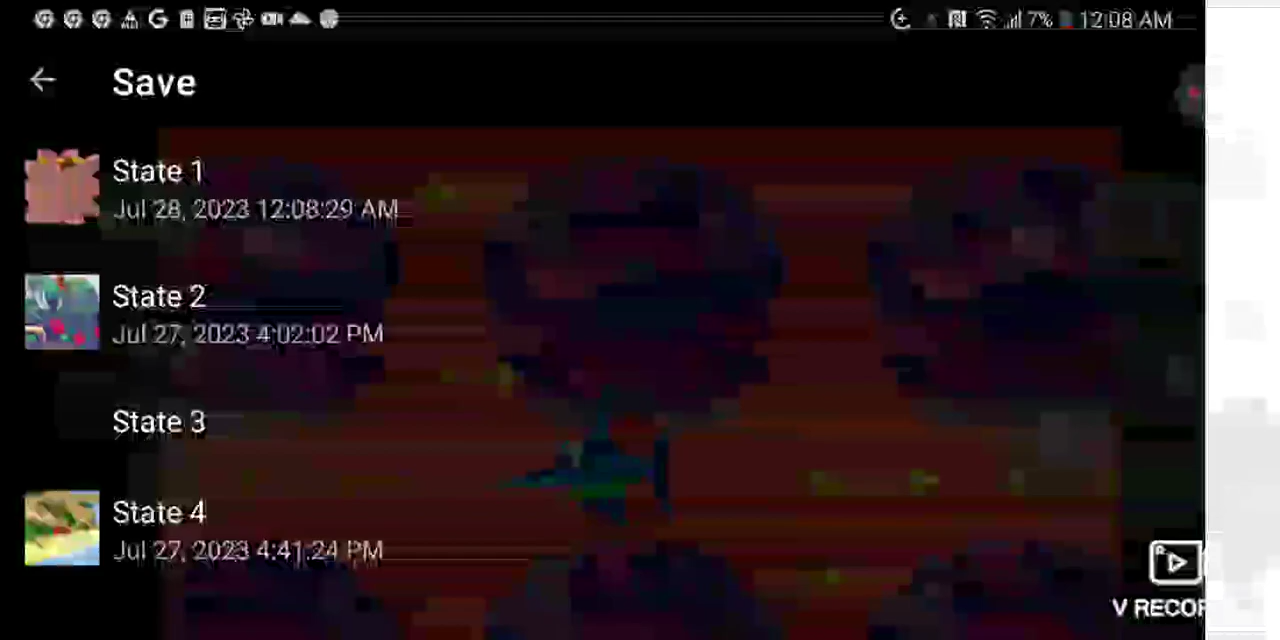 7% 12:08 AM
Save
State 1
Jul 28, 2023 12:08:29 AM
State 2
Jul 27, 2023 4:02:02 PM
State 3
State 4
Jul 27, 2023 4:41:24 PM
V RECOR